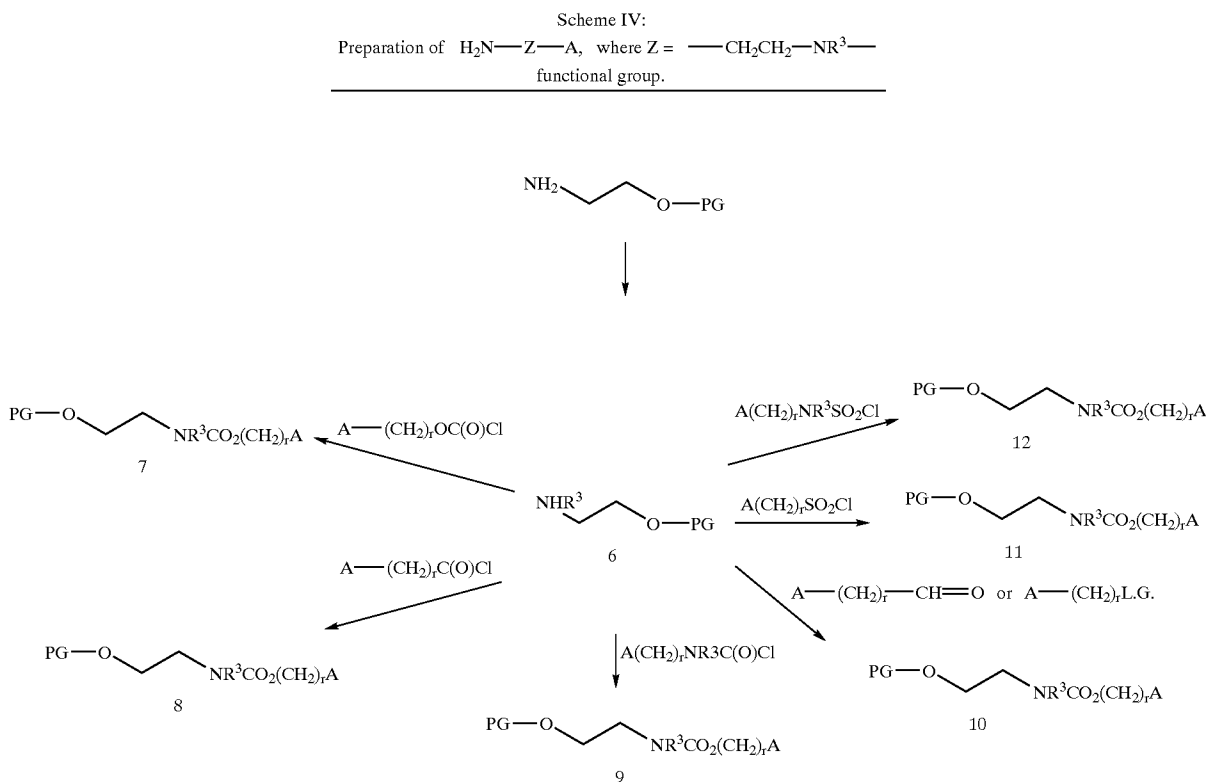 Scheme IV:
Preparation of H₂N—Z—A, where Z = —CH₂CH₂—NR³—
functional group.
NH₂
O—PG
PG—O
NR³CO₂(CH₂)ᵣA
7
A—(CH₂)ᵣOC(O)Cl
A(CH₂)ᵣNR³SO₂Cl
PG—O
NR³CO₂(CH₂)ᵣA
12
NHR³
O—PG
6
A(CH₂)ᵣSO₂Cl
PG—O
NR³CO₂(CH₂)ᵣA
11
A—(CH₂)ᵣC(O)Cl
A—(CH₂)ᵣ—CH=O or A—(CH₂)ᵣL.G.
PG—O
NR³CO₂(CH₂)ᵣA
8
A(CH₂)ᵣNR3C(O)Cl
PG—O
NR³CO₂(CH₂)ᵣA
10
PG—O
NR³CO₂(CH₂)ᵣA
9